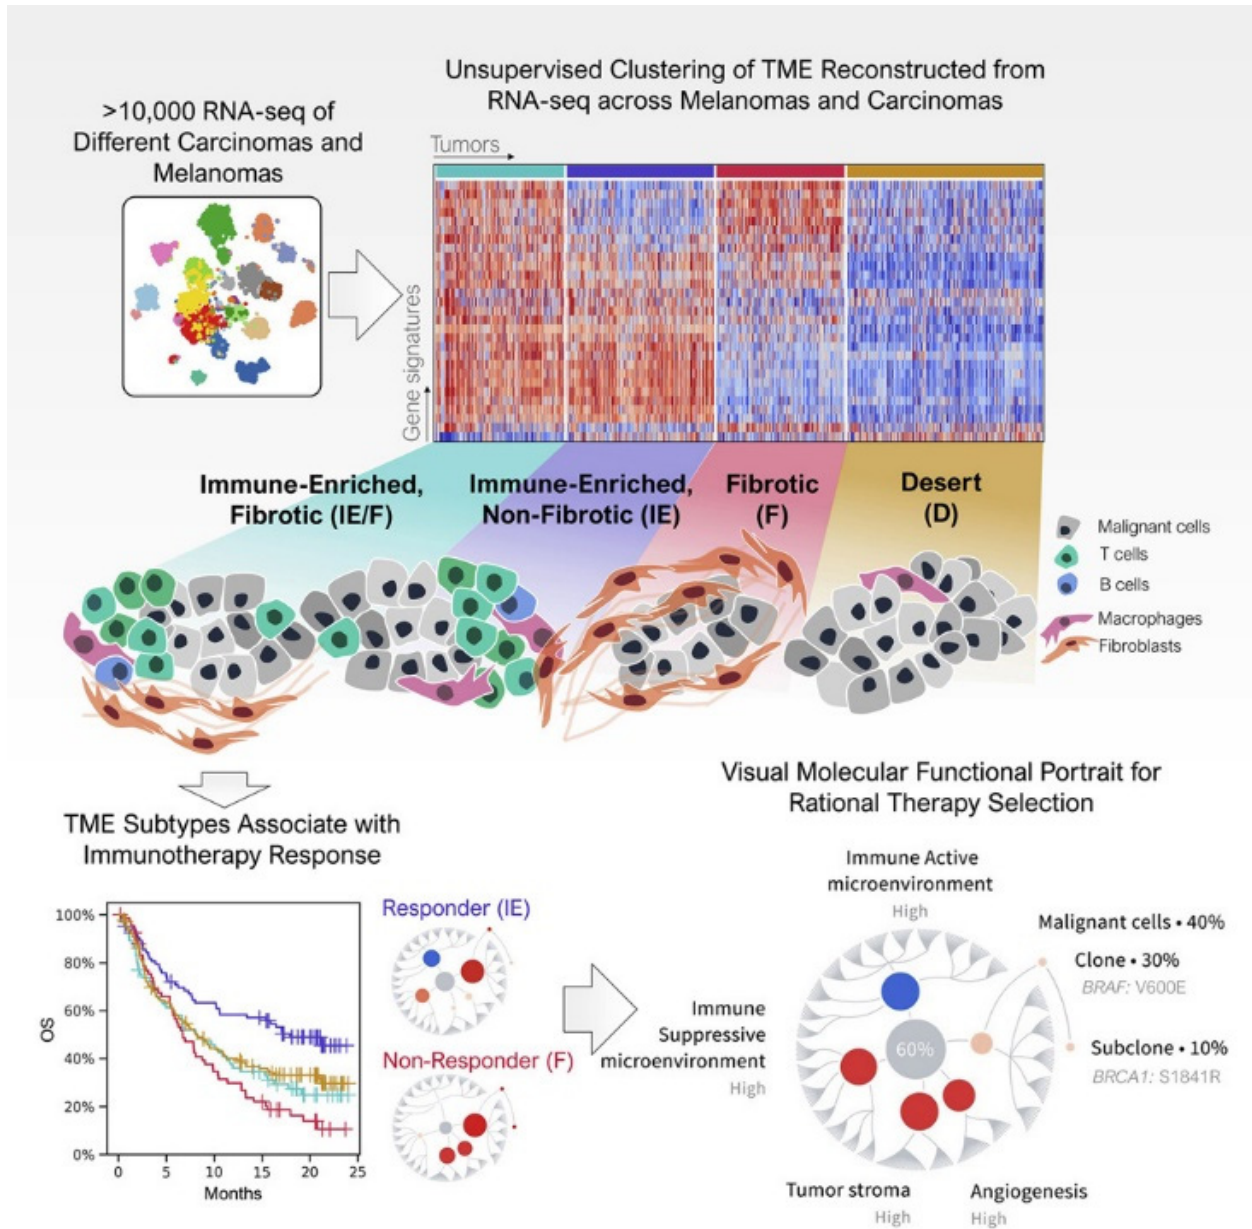 Unsupervised Clustering of TME Reconstructed from
RNA-seq across Melanomas and Carcinomas
>10,000 RNA-seq of
Different Carcinomas and
Melanomas
Tumors
Gene signatures
Immune-Enriched,
Fibrotic (IE/F)
Immune-Enriched,
Non-Fibrotic (IE)
Fibrotic
(F)
Desert
(D)
Malignant cells
T cells
B cells
Macrophages
Fibroblasts
TME Subtypes Associate with
Immunotherapy Response
100%
80%
60%
40%
20%
0%
OS
0 5 10 15 20 25
Months
Responder (IE)
Non-Responder (F)
Visual Molecular Functional Portrait for
Rational Therapy Selection
Immune Active
microenvironment
High
Malignant cells • 40%
Clone • 30%
BRAF: V600E
Subclone • 10%
BRCA1: S1841R
Immune
Suppressive
microenvironment
High
60%
Tumor stroma
High
Angiogenesis
High